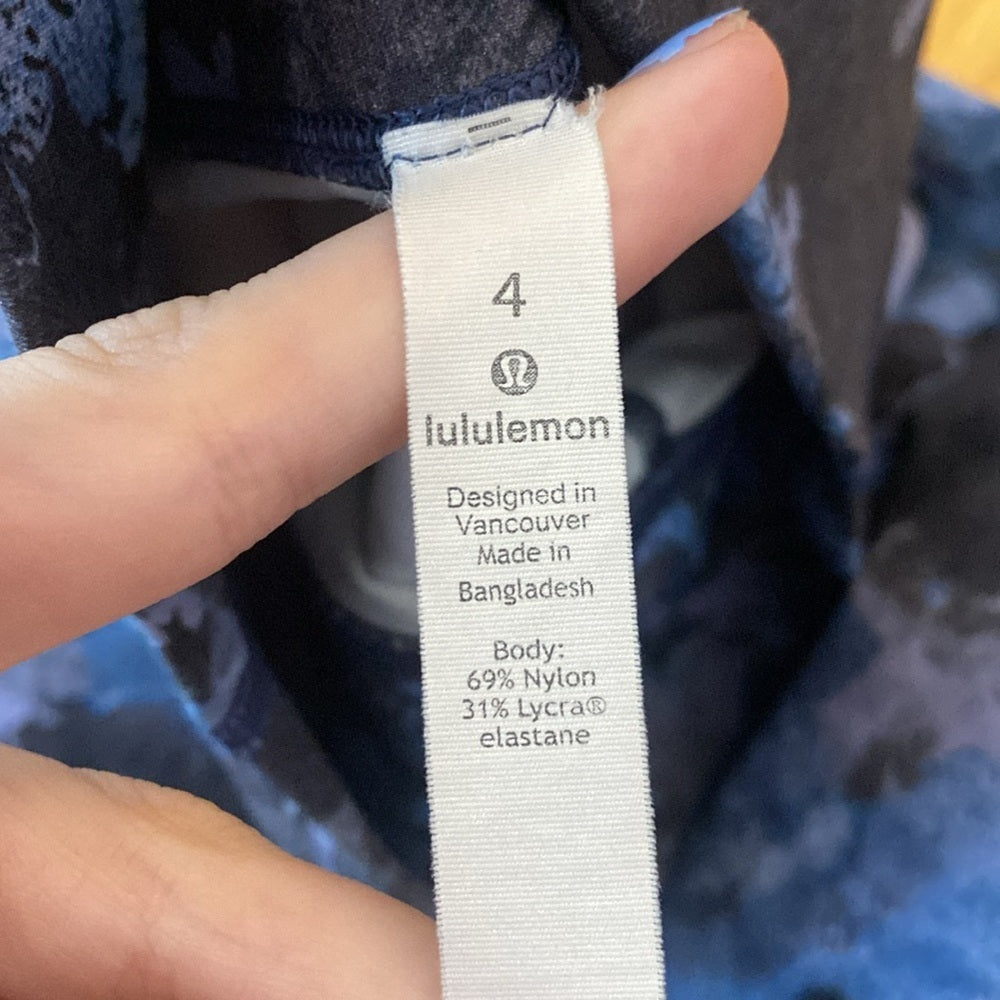 4
lululemon
Designed in
Vancouver
Made in
Bangladesh
Body:
69% Nylon
31% Lycra®
elastane